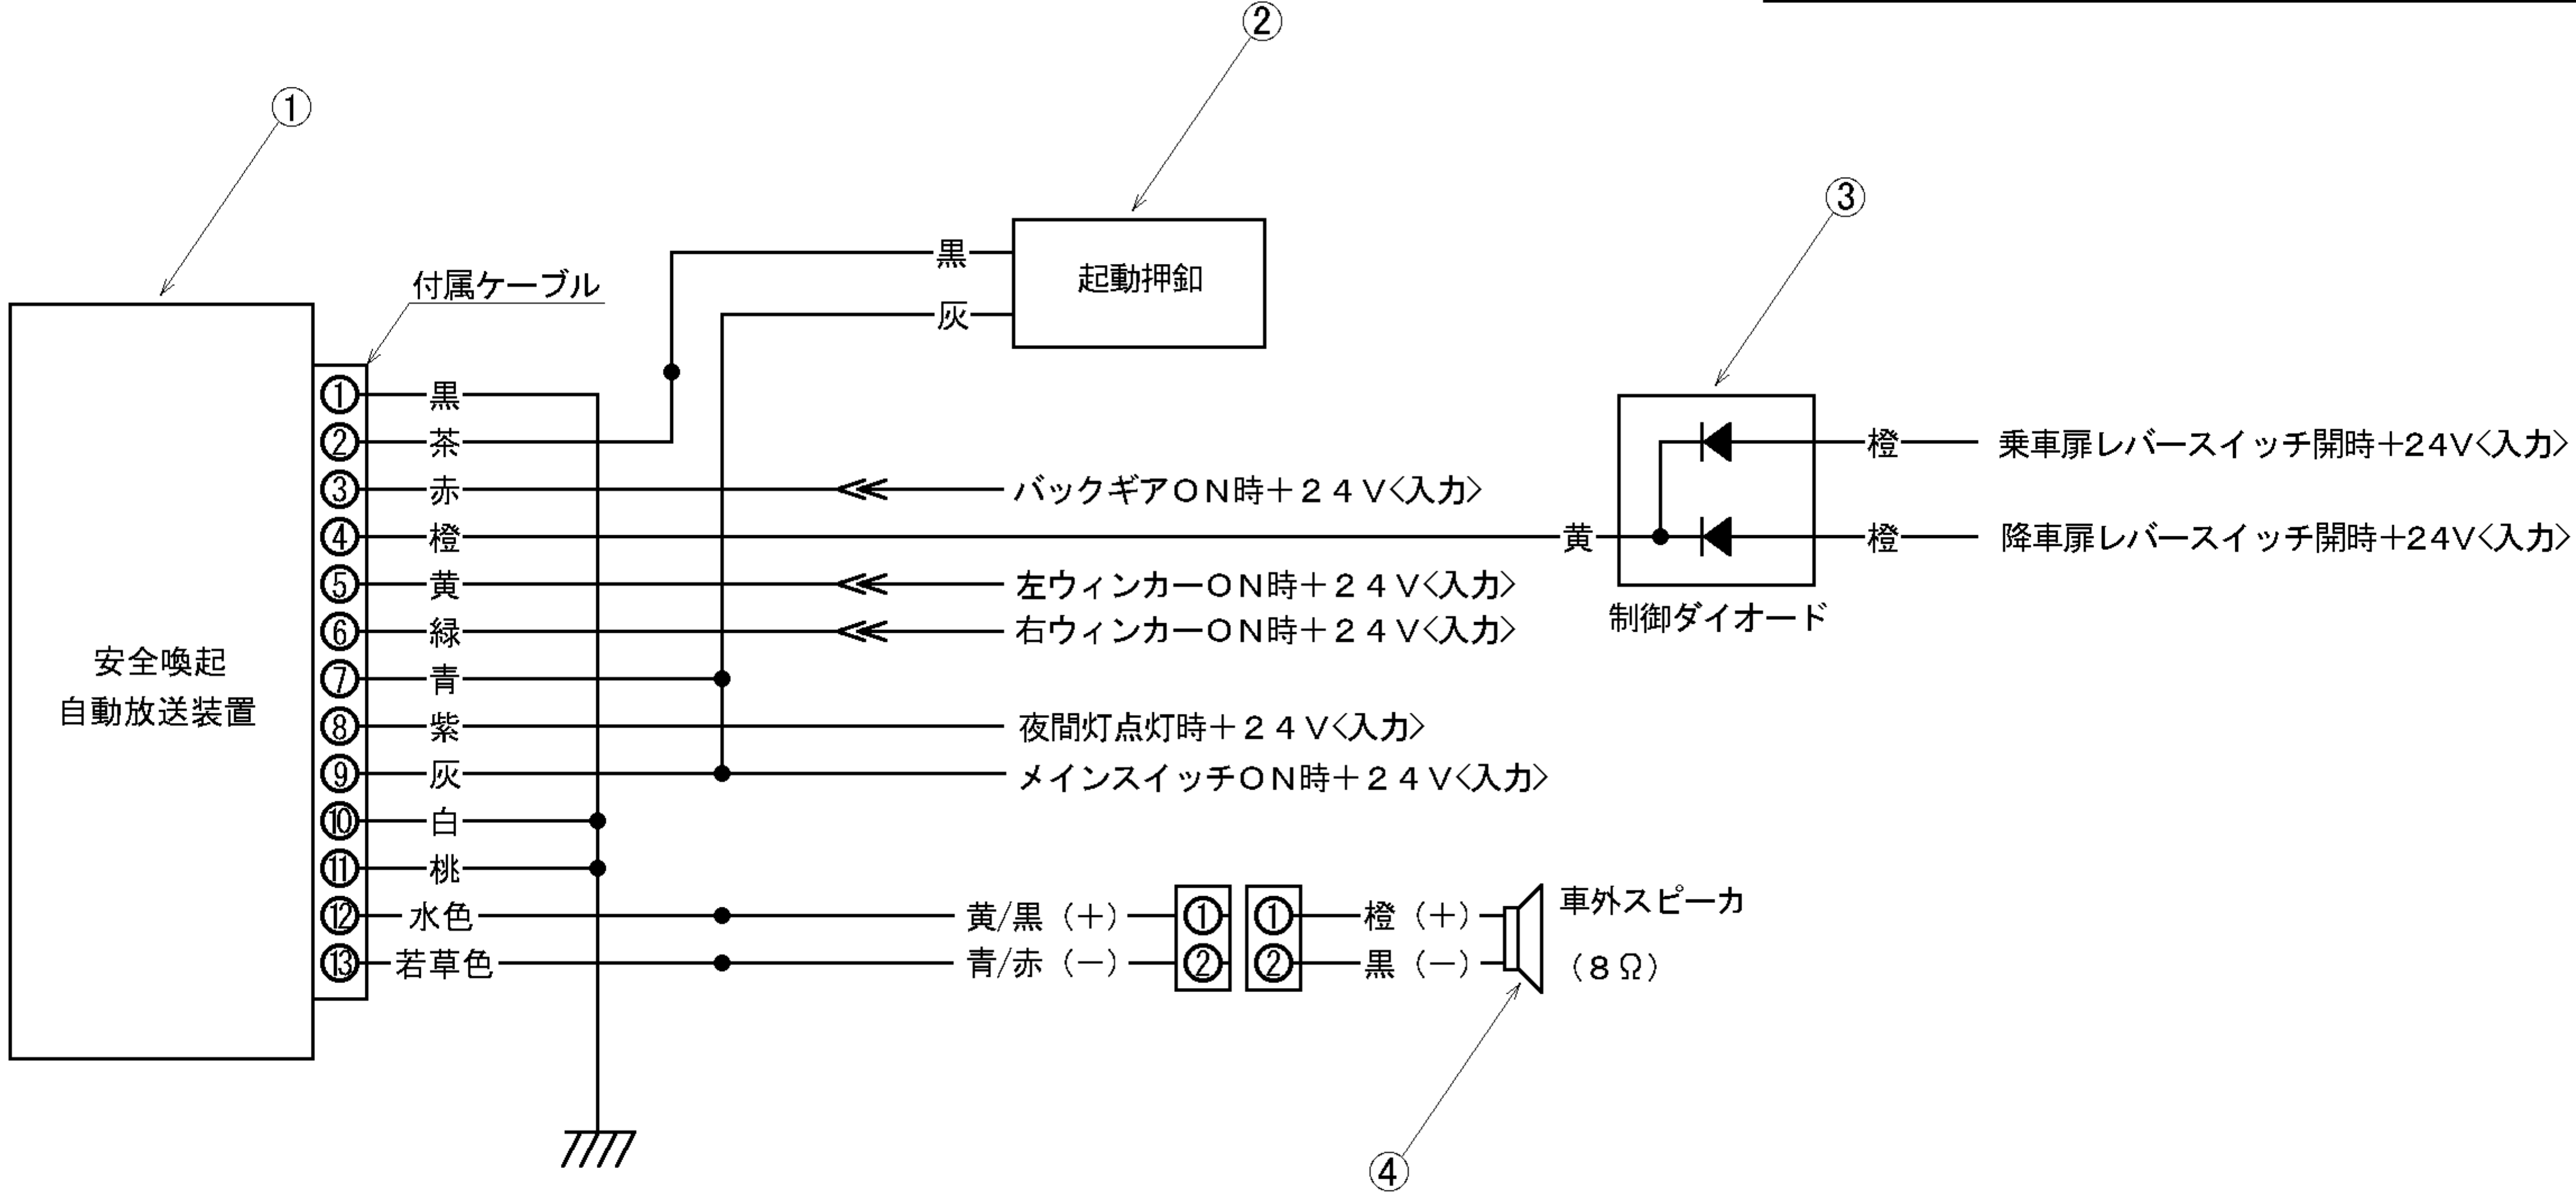 ②
①
③
黒
起動押釦
付属ケーブル
灰
① 黒
② 茶
橙 乗車扉レバースイッチ開時＋24V<入力>
③ 赤 バックギアＯＮ時＋２４Ｖ<入力>
④ 橙 黄 橙 降車扉レバースイッチ開時＋24V<入力>
⑤ 黄 左ウィンカーＯＮ時＋２４Ｖ<入力>
制御ダイオード
⑥ 緑 右ウィンカーＯＮ時＋２４Ｖ<入力>
安全喚起
自動放送装置
⑦ 青
⑧ 紫 夜間灯点灯時＋２４Ｖ<入力>
⑨ 灰 メインスイッチＯＮ時＋２４Ｖ<入力>
⑩ 白
⑪ 桃
⑫ 水色 黄/黒（＋） ① ① 橙（＋） 車外スピーカ
⑬ 若草色 青/赤（－） ② ② 黒（－） （８Ω）
④